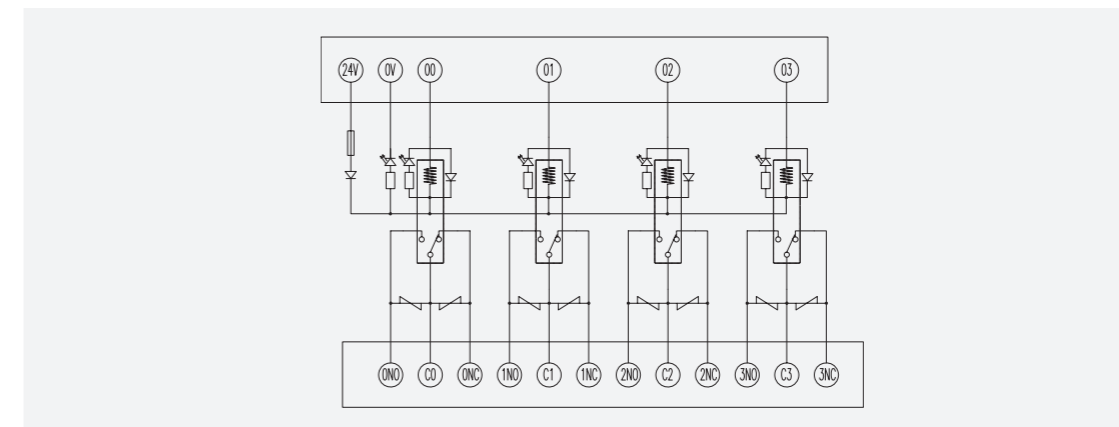 24V 0V 00 01 02 03
0NO C0 0NC 1NO C1 1NC 2NO C2 2NC 3NO C3 3NC